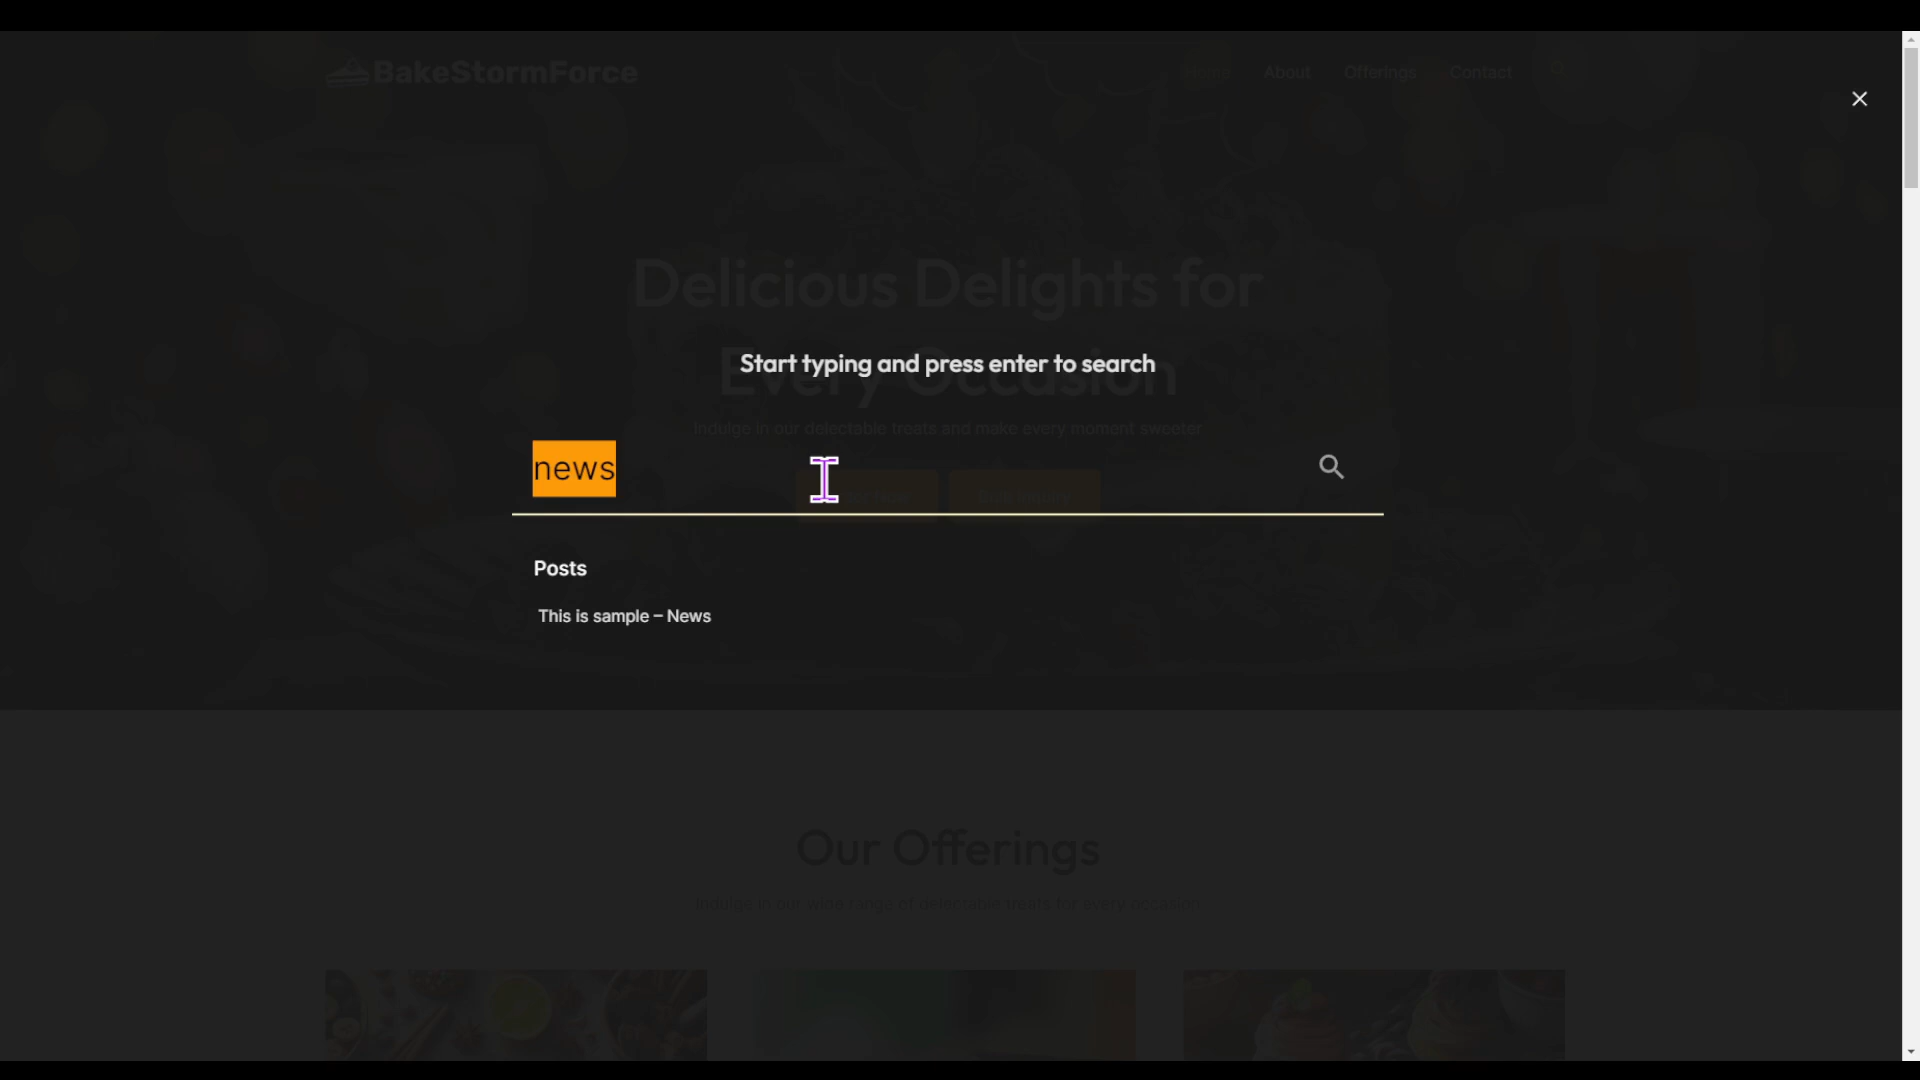 BakeStormForce
Home About Offerings Contact
Delicious Delights for
Start typing and press enter to search
Every Occasion
Indulge in our delectable treats and make every moment sweeter
news
Posts
This is sample – News
Our Offerings
Indulge in our wide range of delectable treats for every occasion